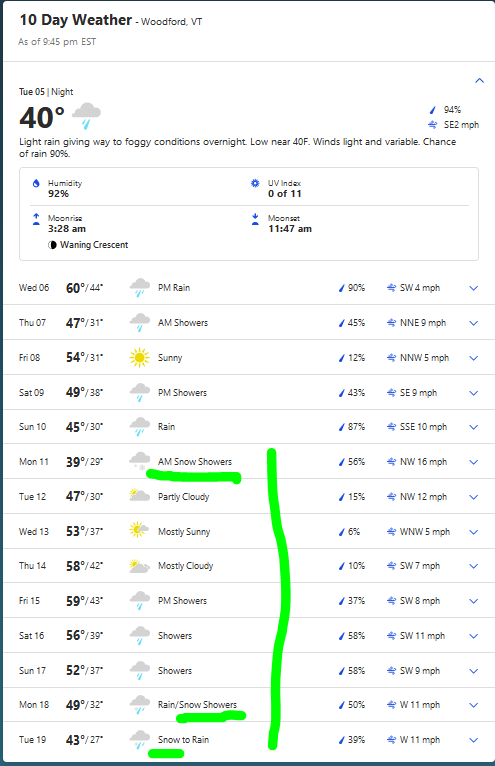 10 Day Weather - Woodford, VT
As of 9:45 pm EST
Tue 05 | Night
40°
94%
SE2 mph
Light rain giving way to foggy conditions overnight. Low near 40F. Winds light and variable. Chance
of rain 90%.
Humidity
92%
UV Index
0 of 11
Moonrise
3:28 am
Waning Crescent
Moonset
11:47 am
Wed 06 60°/44° PM Rain 90% SW 4 mph
Thu 07 47°/31° AM Showers 45% NNE 9 mph
Fri 08 54°/31° Sunny 12% NNW 5 mph
Sat 09 49°/38° PM Showers 43% SE 9 mph
Sun 10 45°/30° Rain 87% SSE 10 mph
Mon 11 39°/29° AM Snow Showers 56% NW 16 mph
Tue 12 47°/30° Partly Cloudy 15% NW 12 mph
Wed 13 53°/37° Mostly Sunny 6% WNW 5 mph
Thu 14 58°/42° Mostly Cloudy 10% SW 7 mph
Fri 15 59°/43° PM Showers 37% SW 8 mph
Sat 16 56°/39° Showers 58% SW 11 mph
Sun 17 52°/37° Showers 58% SW 9 mph
Mon 18 49°/32° Rain/Snow Showers 50% W 11 mph
Tue 19 43°/27° Snow to Rain 39% W 11 mph